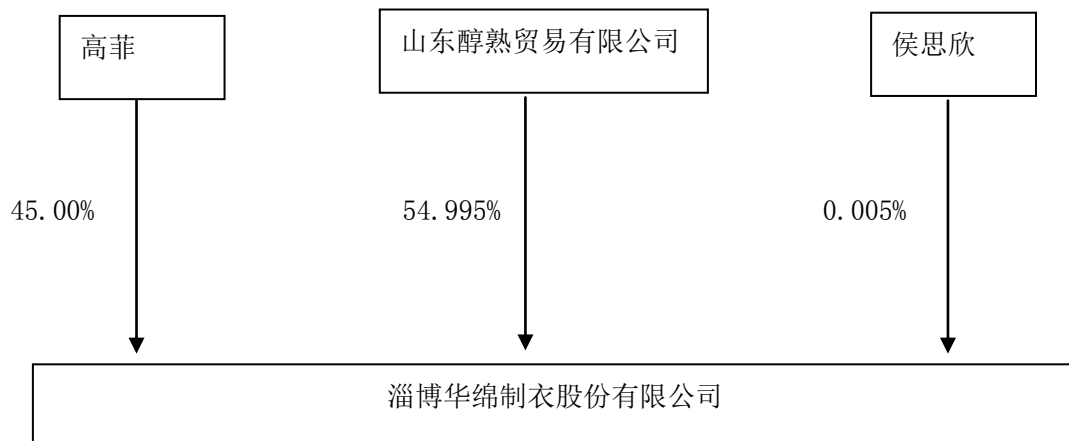 高菲
山东醇熟贸易有限公司
侯思欣
45.00%
54.995%
0.005%
淄博华绵制衣股份有限公司